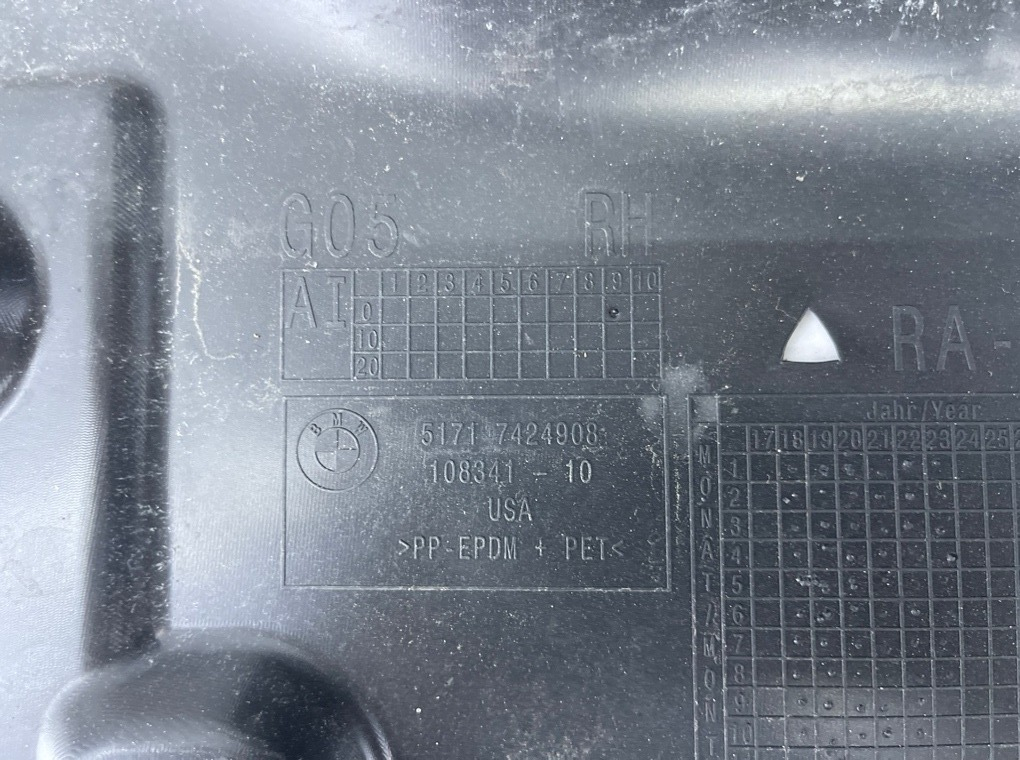 G05 RH
AI 1 2 3 4 5 6 7 8 9 10
0
10
20
RA-
BMW
5171 7424908
108341 - 10
USA
>PP-EPDM + PET<
Jahr/Year
17 18 19 20 21 22 23 24 25
MONAT/MONT
1
2
3
4
5
6
7
8
9
10